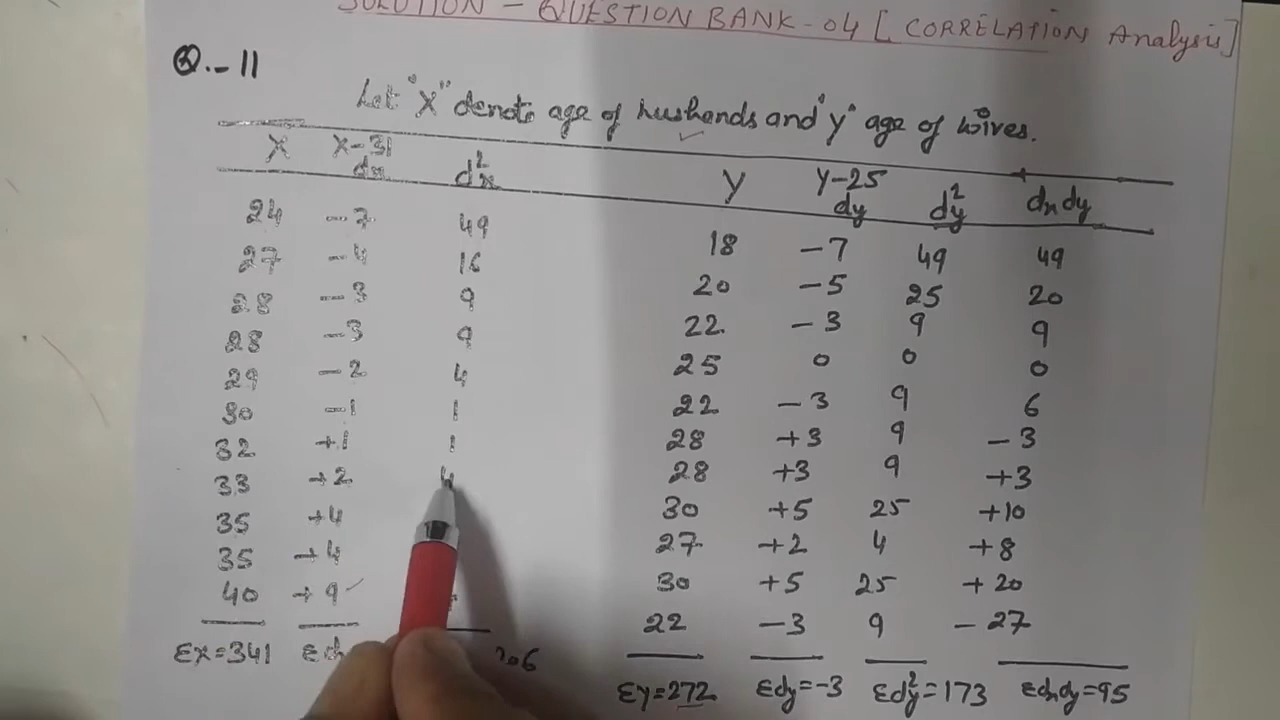 SOLUTION - QUESTION BANK-04 [ CORRELATION Analysis]
Q.-11
Let "X" denote age of husbands and "y" age of wives.
X X-31 dx d²x Y Y-25 dy d²y dxdy
24 -7 49 18 -7 49 49
27 -4 16 20 -5 25 20
28 -3 9 22 -3 9 9
28 -3 9 25 0 0 0
29 -2 4 22 -3 9 6
30 -1 1 28 +3 9 -3
32 +1 1 28 +3 9 +3
33 +2 4 30 +5 25 +10
35 +4 27 +2 4 +8
35 +4 30 +5 25 +20
40 +9 22 -3 9 -27
Ɛx=341 Ɛy=272 Ɛdy=-3 Ɛd²y=173 Ɛdxdy=95